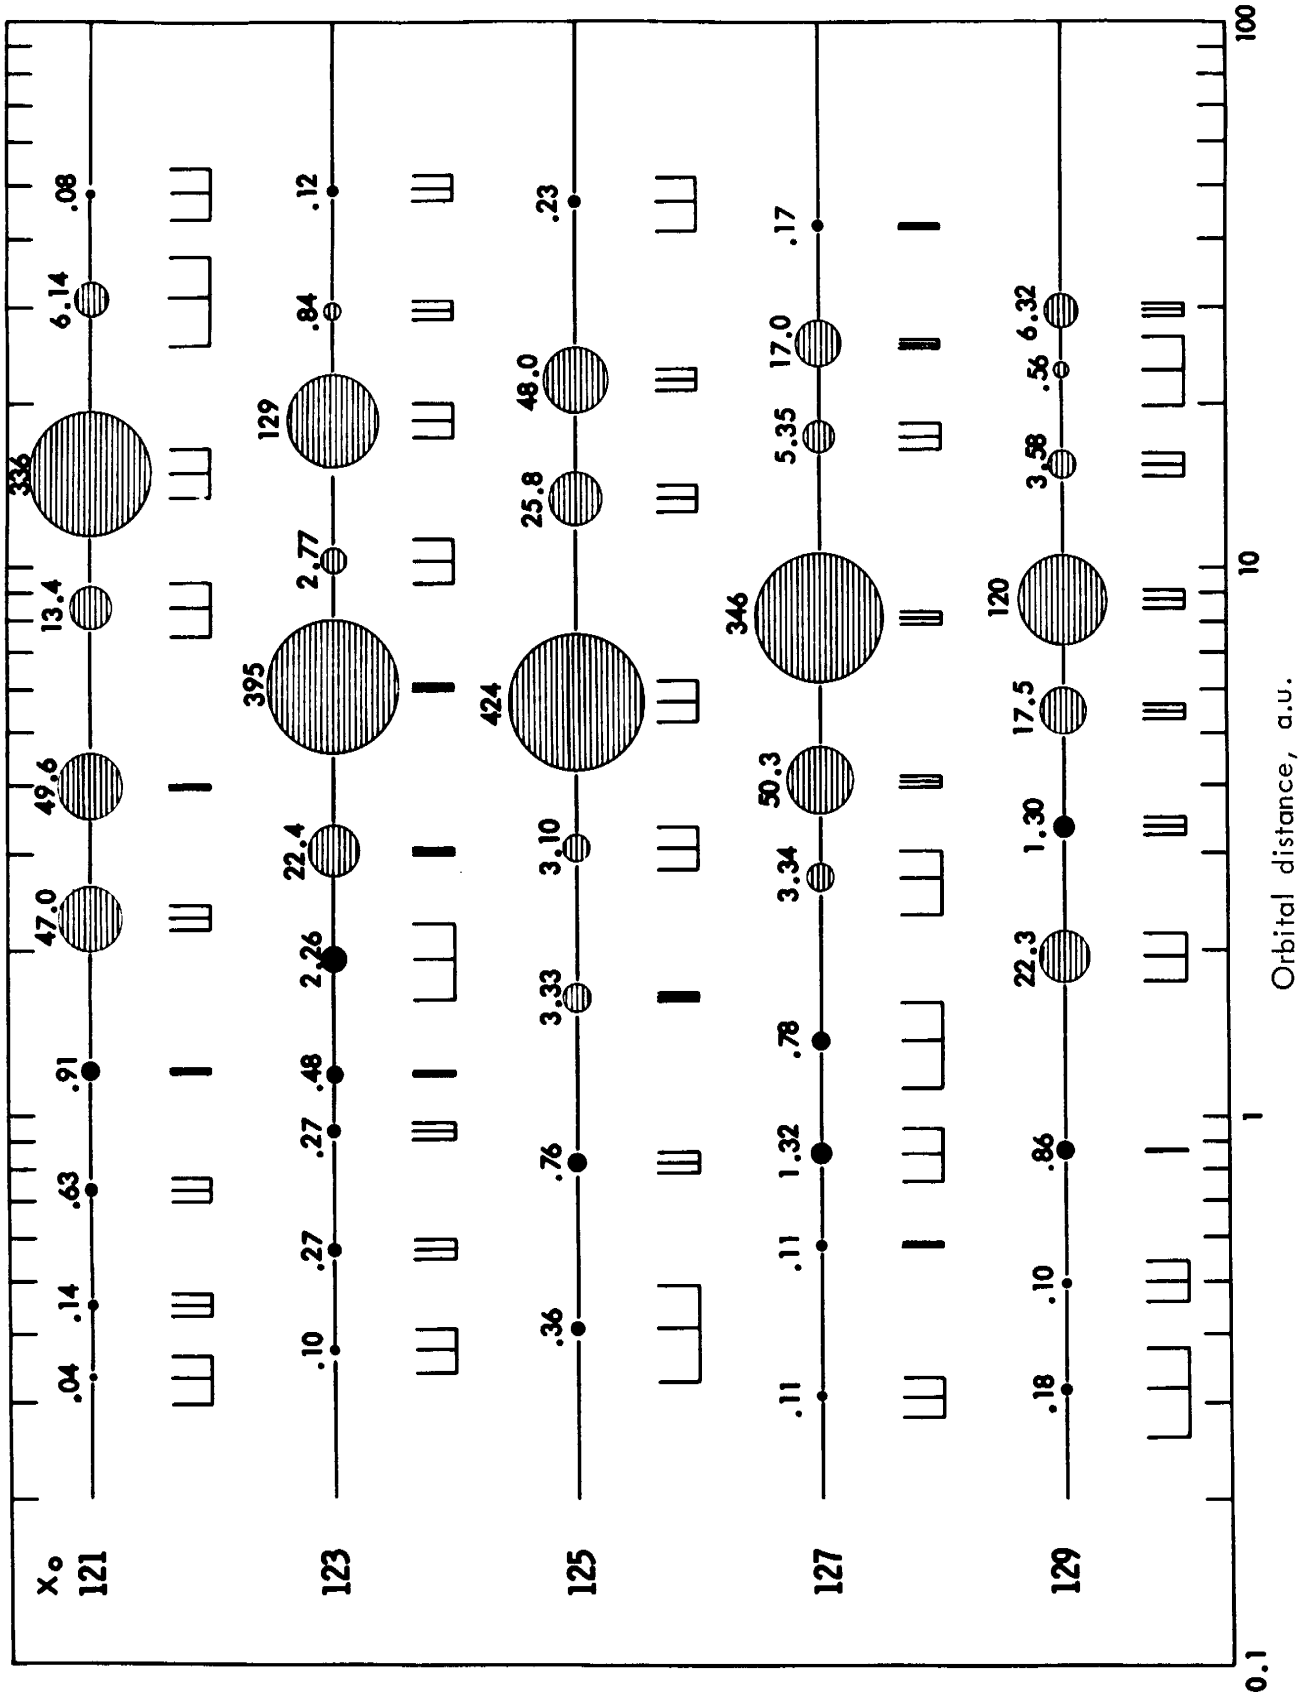 X₀
.04 .14 .63 .91 47.0 49.6 13.4 336 6.14 .08
121
.10 .27 .27 .48 2.26 22.4 395 2.77 129 .84 .12
123
.36 .76 3.33 3.10 424 25.8 48.0 .23
125
.11 .11 1.32 .78 3.34 50.3 346 5.35 17.0 .17
127
.18 .10 .86 22.3 1.30 17.5 120 3.58 .56 6.32
129
0.1 1 10 100
Orbital distance, a.u.